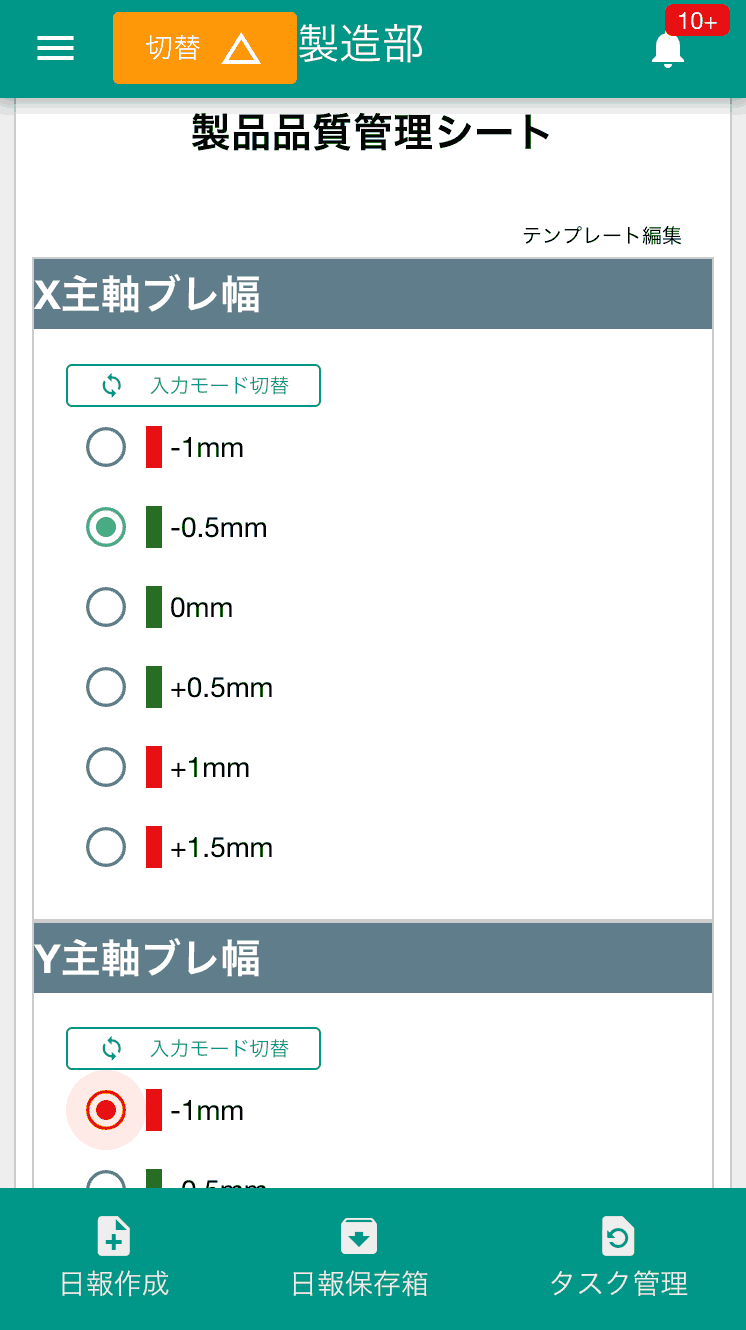 切替
製造部
10+
製品品質管理シート
テンプレート編集
X主軸ブレ幅
入力モード切替
-1mm
-0.5mm
0mm
+0.5mm
+1mm
+1.5mm
Y主軸ブレ幅
入力モード切替
-1mm
-0.5mm
日報作成
日報保存箱
タスク管理